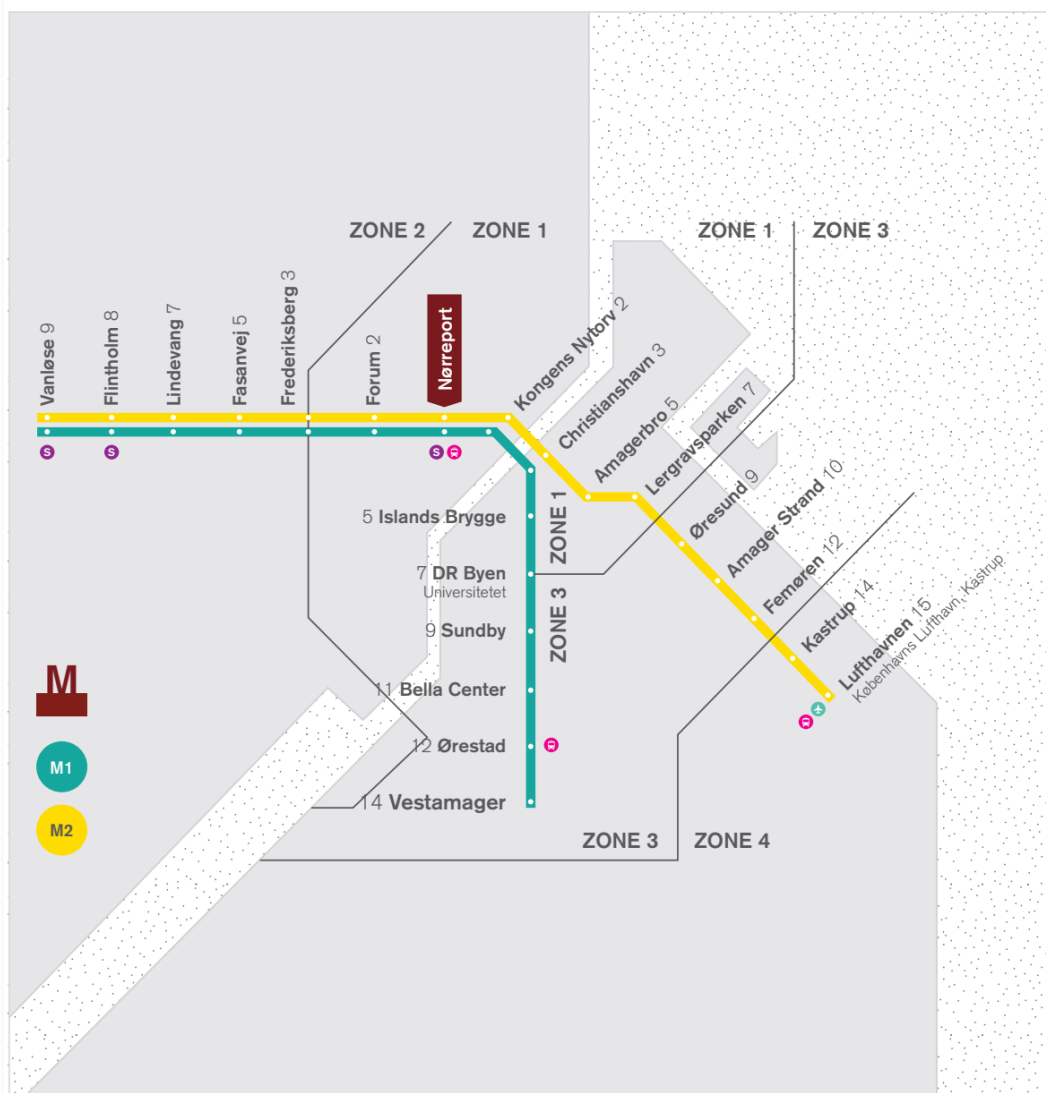 ZONE 2 ZONE 1
ZONE 1 ZONE 3
Vanløse 9
Flintholm 8
Lindevang 7
Fasanvej 5
Frederiksberg 3
Forum 2
Nørreport
Kongens Nytorv 2
Christianshavn 3
Amagerbro 5
Lergravsparken 7
Øresund 9
Amager Strand 10
Femøren 12
Kastrup 14
Lufthavnen 15
Københavns Lufthavn, Kastrup
S
S
S
5 Islands Brygge
7 DR Byen
Universitetet
9 Sundby
11 Bella Center
12 Ørestad
14 Vestamager
ZONE 1
ZONE 3
M
M1
M2
ZONE 3 ZONE 4